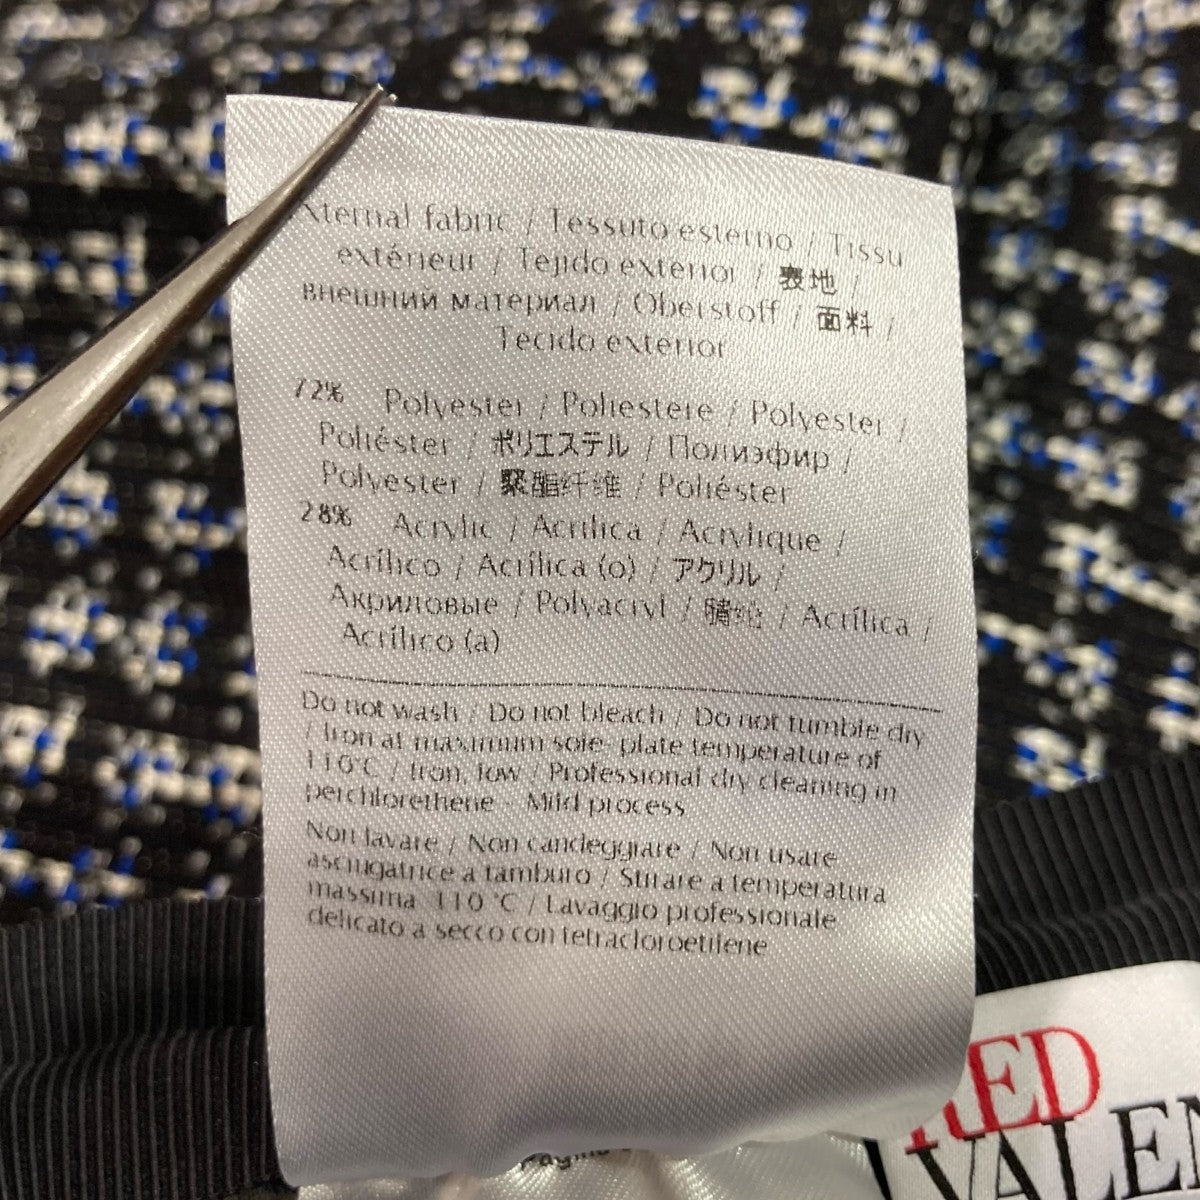 xternal fabric / Tessuto esterno / Tissu
extérieur / Tejido exterior / 表地 /
внешний материал / Oberstoff / 面料 /
Tecido exterior
72% Polyester / Poliestere / Polyester /
Poliéster / ポリエステル / Полиэфир /
Polyester / 聚酯纤维 / Poliéster
28% Acrylic / Acrilica / Acrylique /
Acrílico / Acrílica (o) / アクリル /
Акриловые / Polyacryl / 腈纶 / Acrílica /
Acrílico (a)
Do not wash / Do not bleach / Do not tumble dry
/ Iron at maximum sole- plate temperature of
110°C / Iron, low / Professional dry cleaning in
perchlorethene - Mild process
Non lavare / Non candeggiare / Non usare
asciugatrice a tamburo / Stirare a temperatura
massima 110 °C / Lavaggio professionale
delicato a secco con tetracloroetilene
RED
VALEN